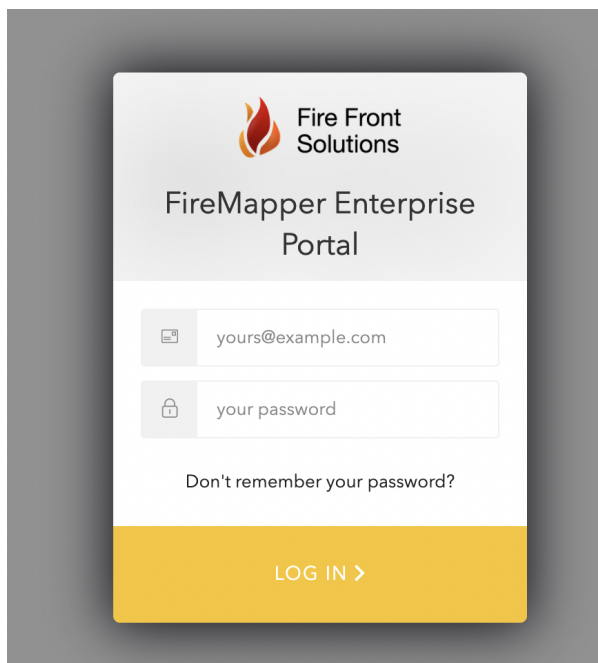 Fire Front
Solutions
FireMapper Enterprise
Portal
yours@example.com
your password
Don't remember your password?
LOG IN